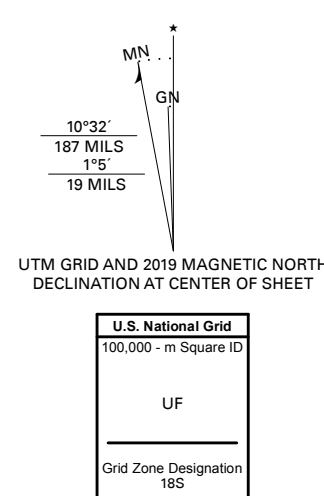 ★
MN
GN
10°32´
187 MILS
1°5´
19 MILS
UTM GRID AND 2019 MAGNETIC NORTH
DECLINATION AT CENTER OF SHEET
U.S. National Grid
100,000 - m Square ID
UF
Grid Zone Designation
18S